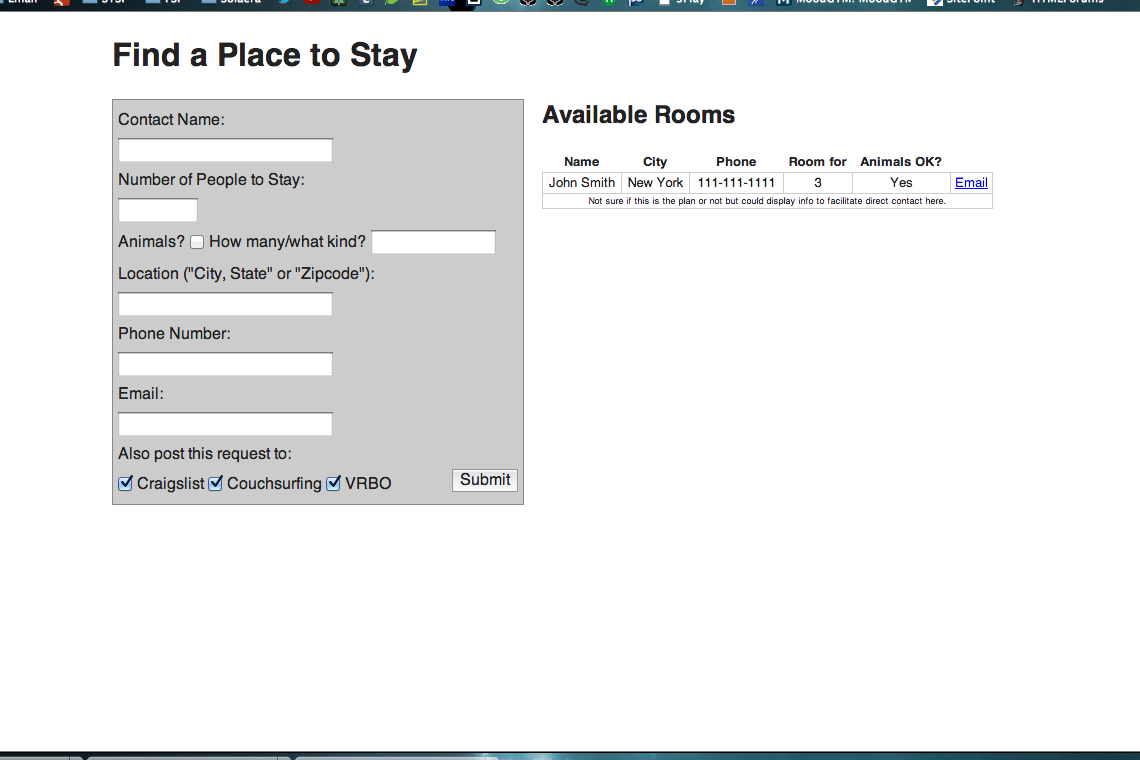 Email
Find a Place to Stay
Contact Name:
Number of People to Stay:
Animals? How many/what kind?
Location ("City, State" or "Zipcode"):
Phone Number:
Email:
Also post this request to:
Craigslist Couchsurfing VRBO Submit
Available Rooms
Name City Phone Room for Animals OK?
John Smith New York 111-111-1111 3 Yes Email
Not sure if this is the plan or not but could display info to facilitate direct contact here.